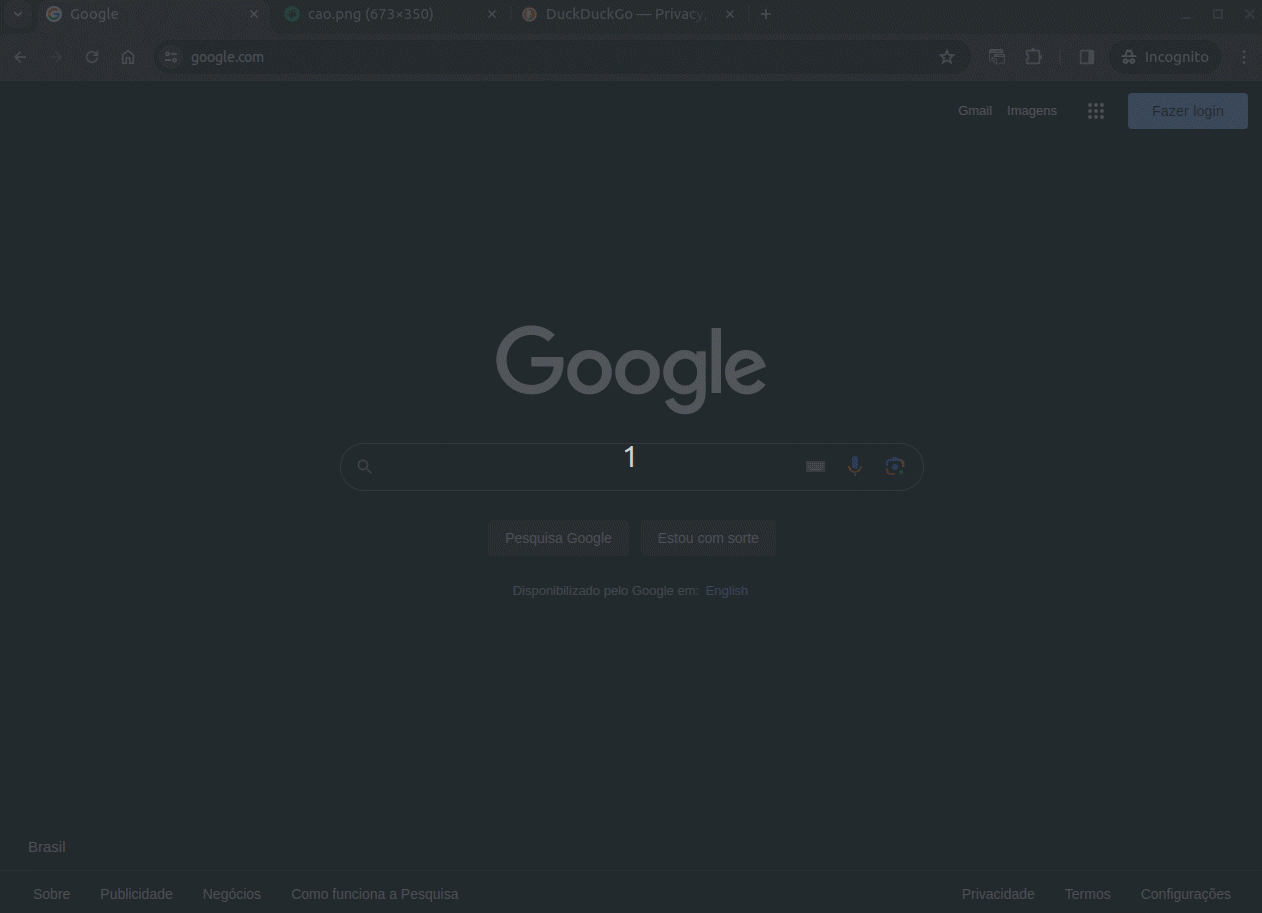 Google
cao.png (673×350)
DuckDuckGo — Privacy,
google.com
Incognito
Gmail
Imagens
Fazer login
Google
1
Pesquisa Google
Estou com sorte
Disponibilizado pelo Google em: English
Brasil
Sobre
Publicidade
Negócios
Como funciona a Pesquisa
Privacidade
Termos
Configurações